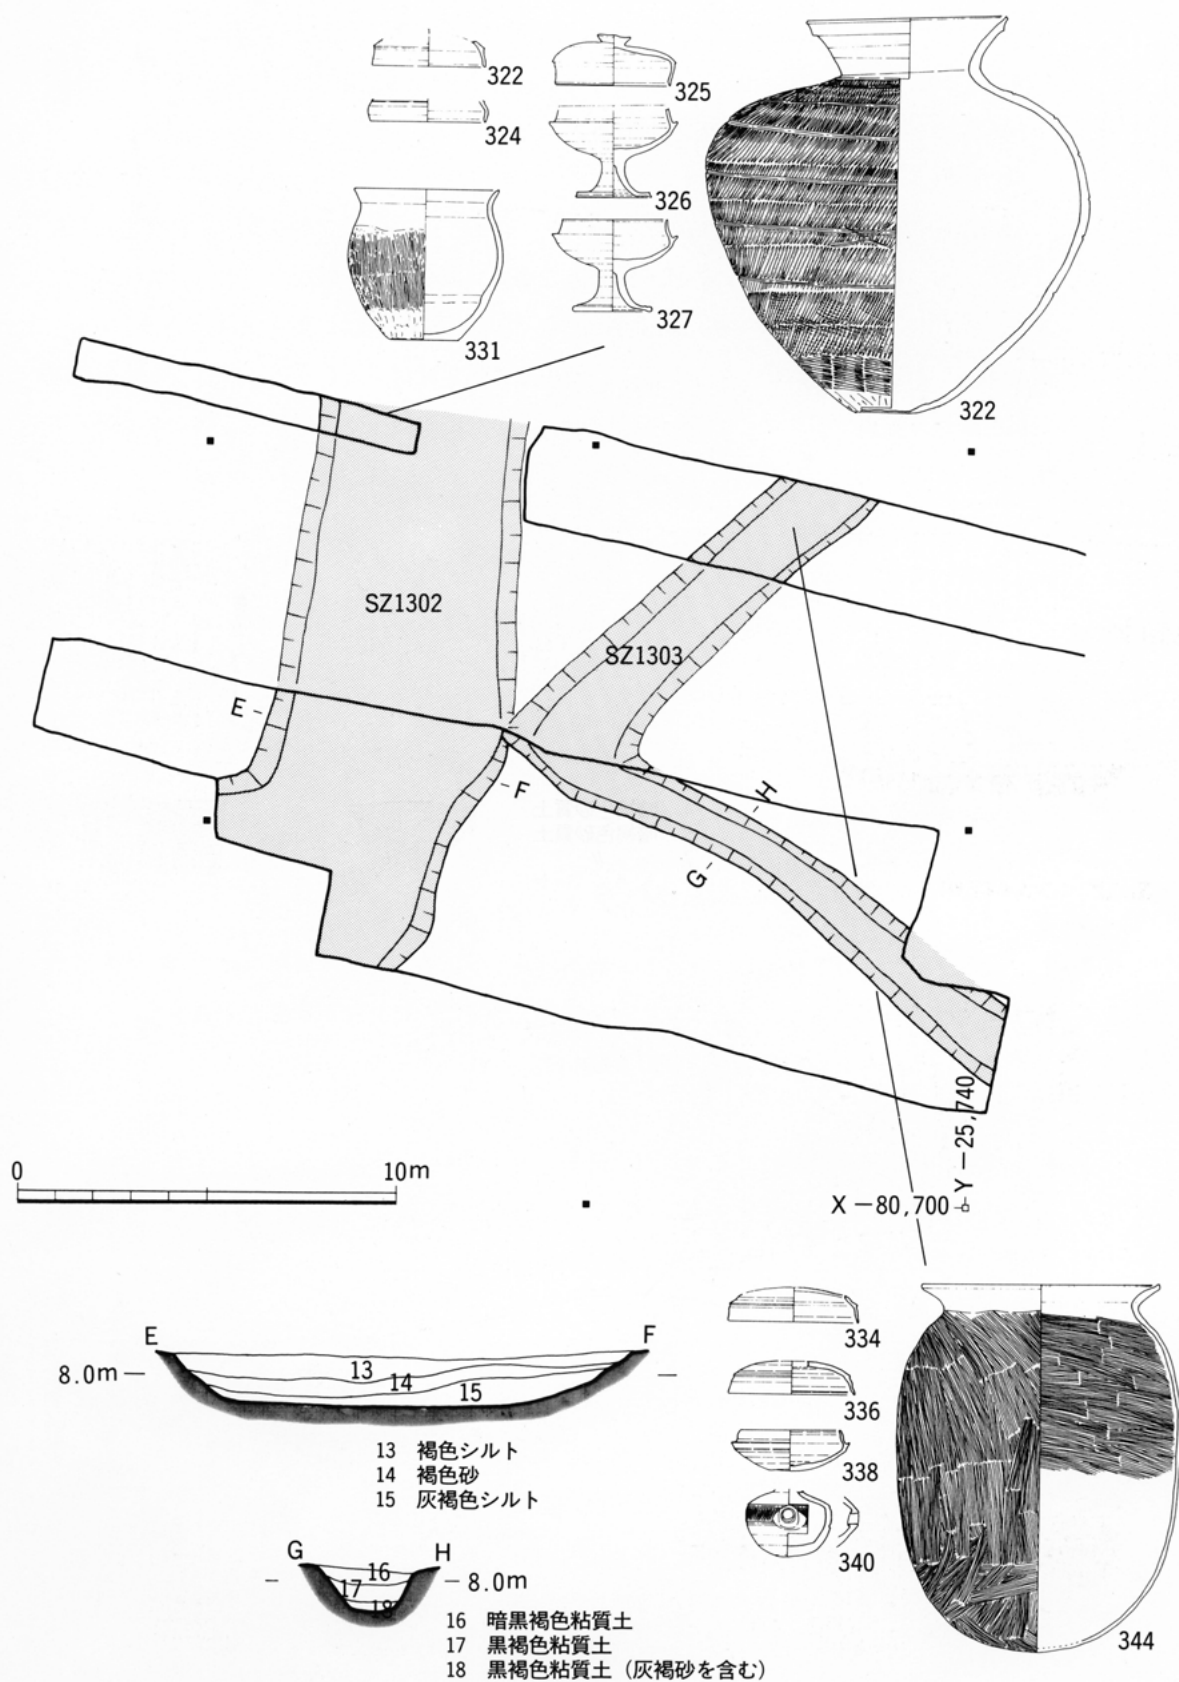 322
325
324
326
327
331
322
SZ1302
SZ1303
E
F
H
G
0 10m
Y －25,740
X －80,700
E F
8.0m
13
14
15
13 褐色シルト
14 褐色砂
15 灰褐色シルト
G H
16
17
18
8.0m
16 暗黒褐色粘質土
17 黒褐色粘質土
18 黒褐色粘質土（灰褐砂を含む）
334
336
338
340
344